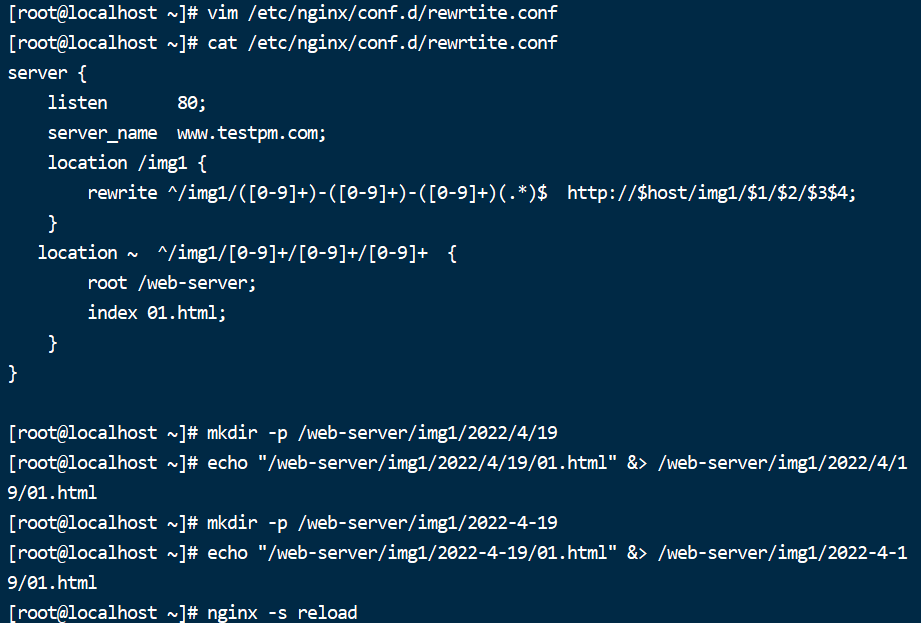 [root@localhost ~]# vim /etc/nginx/conf.d/rewrtite.conf
[root@localhost ~]# cat /etc/nginx/conf.d/rewrtite.conf
server {
    listen       80;
    server_name  www.testpm.com;
    location /img1 {
        rewrite ^/img1/([0-9]+)-([0-9]+)-([0-9]+)(.*)$  http://$host/img1/$1/$2/$3$4;
    }
   location ~  ^/img1/[0-9]+/[0-9]+/[0-9]+  {
        root /web-server;
        index 01.html;
    }
}
[root@localhost ~]# mkdir -p /web-server/img1/2022/4/19
[root@localhost ~]# echo "/web-server/img1/2022/4/19/01.html" &> /web-server/img1/2022/4/1
9/01.html
[root@localhost ~]# mkdir -p /web-server/img1/2022-4-19
[root@localhost ~]# echo "/web-server/img1/2022-4-19/01.html" &> /web-server/img1/2022-4-1
9/01.html
[root@localhost ~]# nginx -s reload